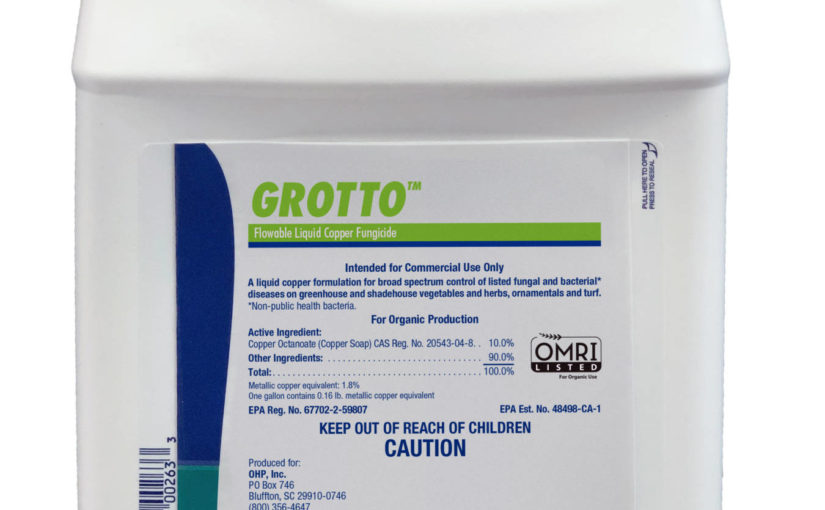 GROTTO™
Flowable Liquid Copper Fungicide
Intended for Commercial Use Only
A liquid copper formulation for broad spectrum control of listed fungal and bacterial*
diseases on greenhouse and shadehouse vegetables and herbs, ornamentals and turf.
*Non-public health bacteria.
For Organic Production
Active Ingredient:
Copper Octanoate (Copper Soap) CAS Reg. No. 20543-04-8. . 10.0%
Other Ingredients: . . . . . . . . . . . . . . . . . . . . . . . . . . . . . 90.0%
Total: . . . . . . . . . . . . . . . . . . . . . . . . . . . . . . . . . . . . . . 100.0%
Metallic copper equivalent: 1.8%
One gallon contains 0.16 lb. metallic copper equivalent
EPA Reg. No. 67702-2-59807 EPA Est. No. 48498-CA-1
KEEP OUT OF REACH OF CHILDREN
CAUTION
Produced for:
OHP, Inc.
PO Box 746
Bluffton, SC 29910-0746
(800) 356-4647
OMRI
LISTED
For Organic Use
PULL HERE TO OPEN
PRESS TO RESEAL
00263 3